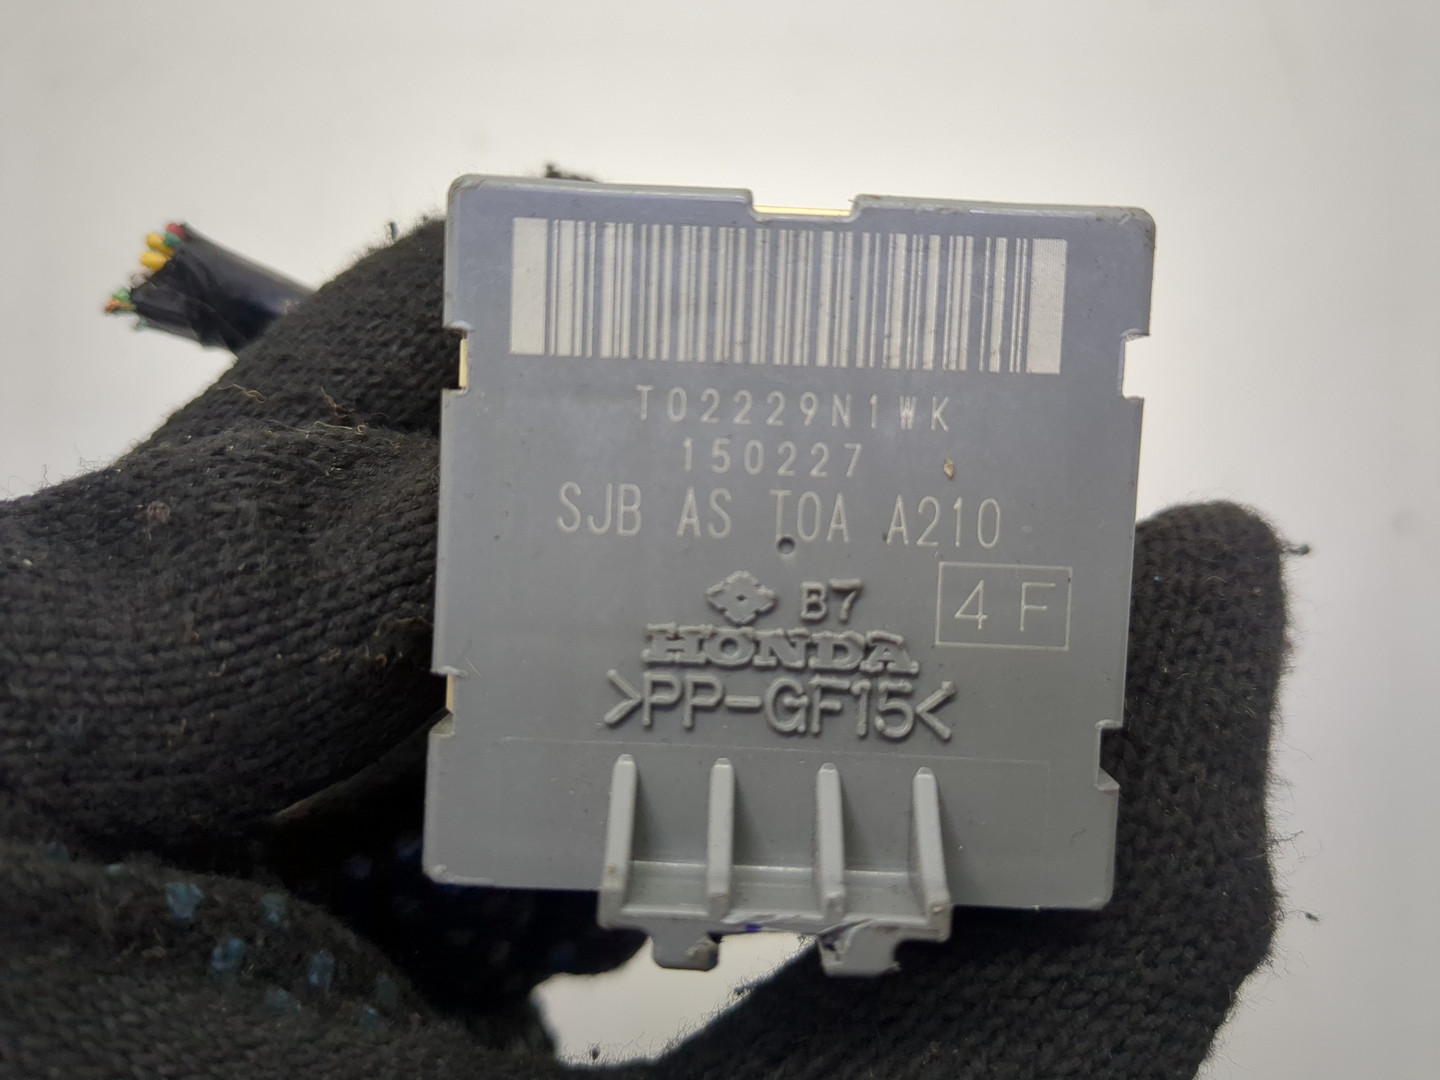 T02229N1WK
150227
SJB AS T0A A210
4 F
B7
HONDA
>PP-GF15<